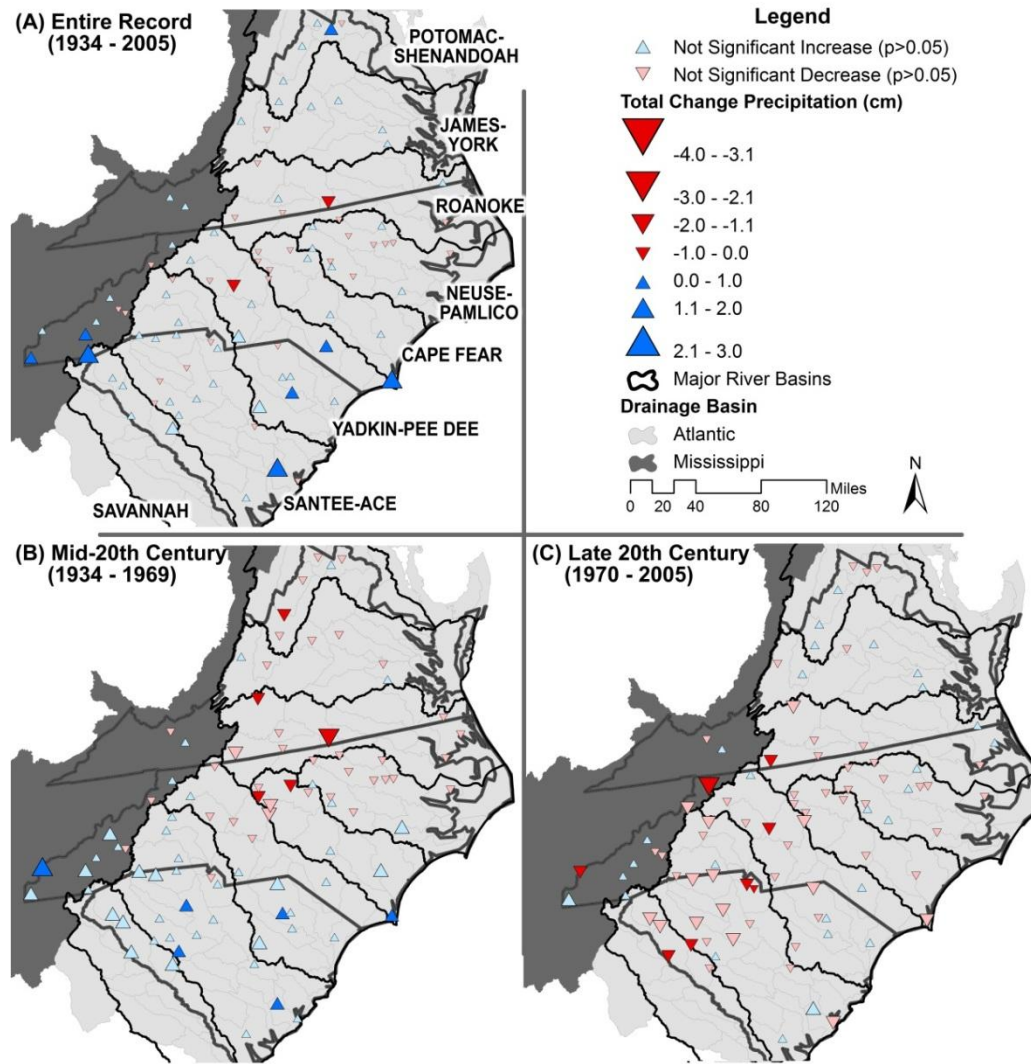 (A) Entire Record
(1934 - 2005)
POTOMAC-
SHENANDOAH
JAMES-
YORK
ROANOKE
NEUSE-
PAMLICO
CAPE FEAR
YADKIN-PEE DEE
SANTEE-ACE
SAVANNAH
Legend
Not Significant Increase (p>0.05)
Not Significant Decrease (p>0.05)
Total Change Precipitation (cm)
-4.0 - -3.1
-3.0 - -2.1
-2.0 - -1.1
-1.0 - 0.0
0.0 - 1.0
1.1 - 2.0
2.1 - 3.0
Major River Basins
Drainage Basin
Atlantic
Mississippi
N
Miles
0 20 40 80 120
(B) Mid-20th Century
(1934 - 1969)
(C) Late 20th Century
(1970 - 2005)